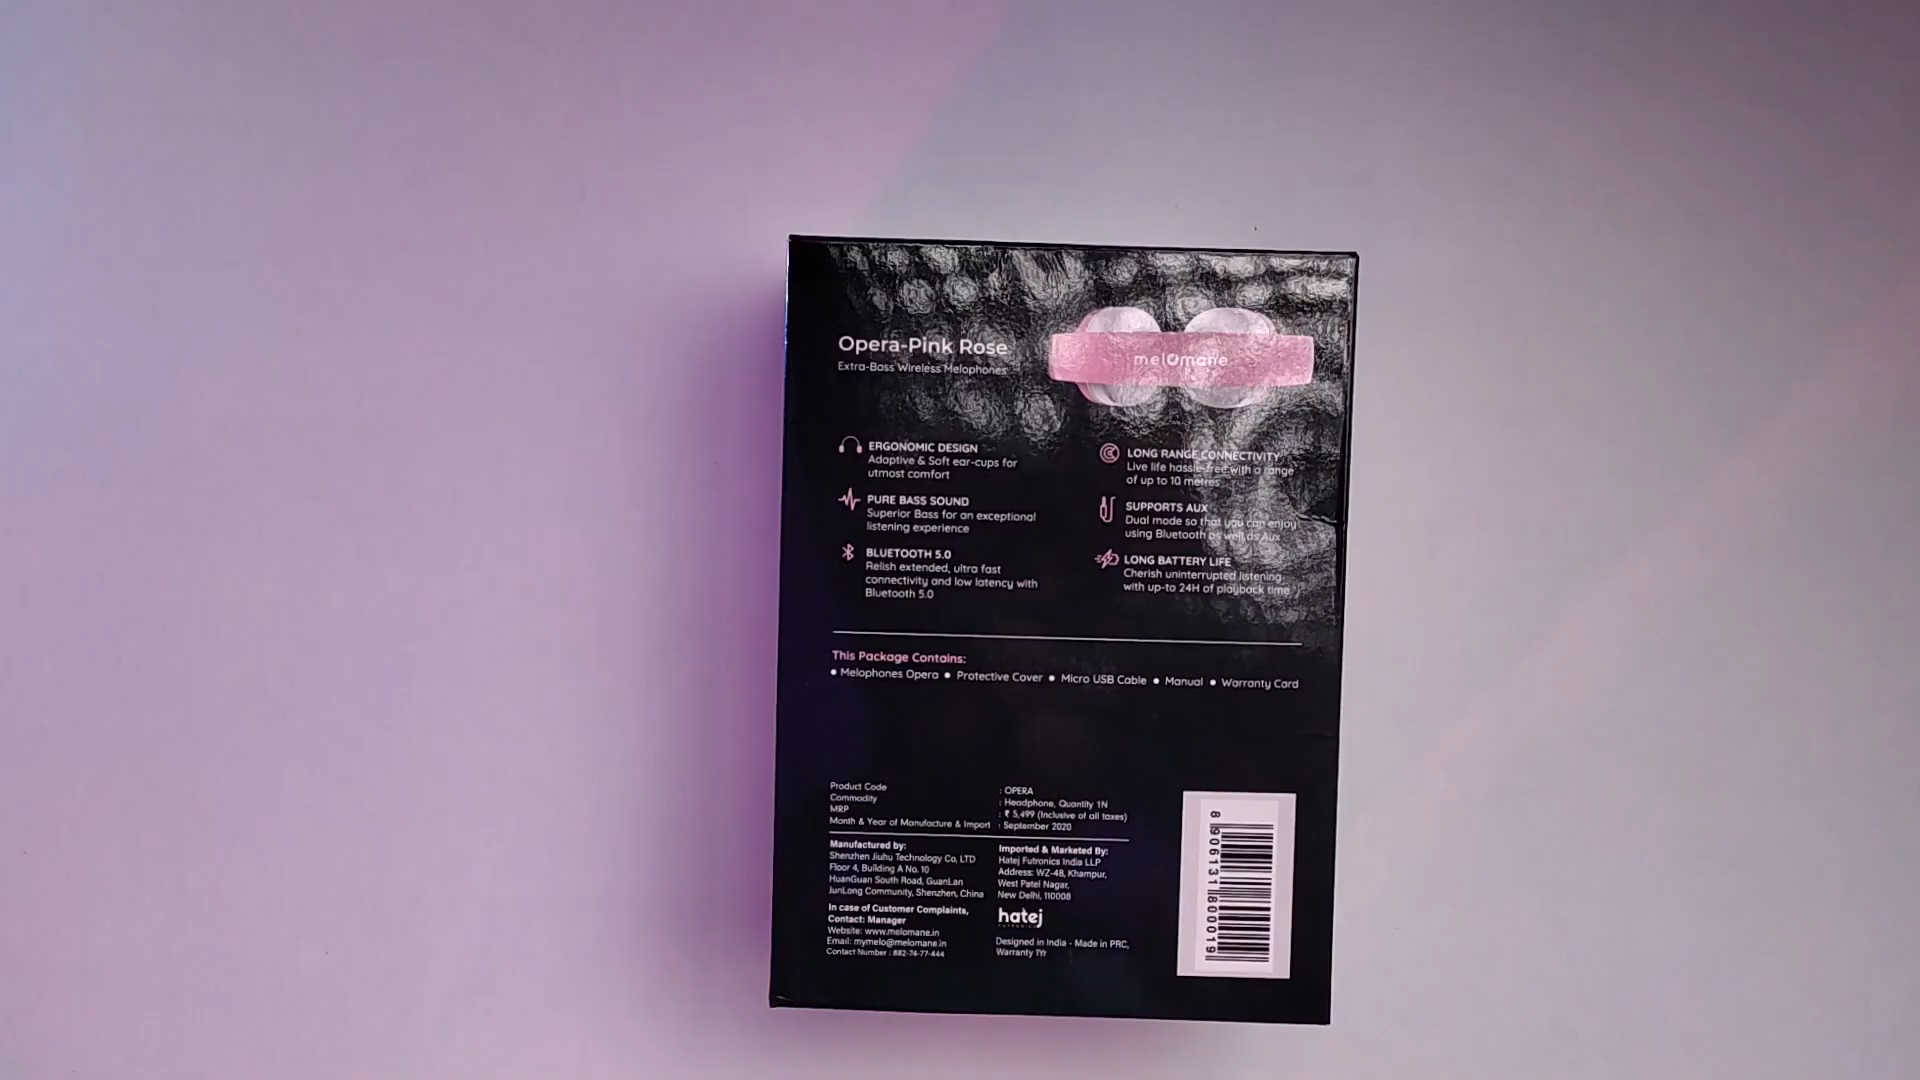 Opera-Pink Rose
Extra-Bass Wireless Melophones
melomane
ERGONOMIC DESIGN
Adaptive & Soft ear-cups for
utmost comfort
PURE BASS SOUND
Superior Bass for an exceptional
listening experience
BLUETOOTH 5.0
Relish extended, ultra fast
connectivity and low latency with
Bluetooth 5.0
LONG RANGE CONNECTIVITY
Live life hassle-free with a range
of up to 10 metres
SUPPORTS AUX
Dual mode so that you can enjoy
using Bluetooth as well as Aux
LONG BATTERY LIFE
Cherish uninterrupted listening
with up-to 24H of playback time
This Package Contains:
• Melophones Opera • Protective Cover • Micro USB Cable • Manual • Warranty Card
Product Code : OPERA
Commodity : Headphone, Quantity 1N
MRP : ₹ 5,499 (Inclusive of all taxes)
Month & Year of Manufacture & Import : September 2020
Manufactured by:
Shenzhen Jiuhu Technology Co, LTD
Floor 4, Building A No. 10
HuanGuan South Road, GuanLan
JunLong Community, Shenzhen, China
In case of Customer Complaints,
Contact: Manager
Website: www.melomane.in
Email: mymelo@melomane.in
Contact Number : 882-74-77-444
Imported & Marketed By:
Hatej Futronics India LLP
Address: WZ-48, Khampur,
West Patel Nagar,
New Delhi, 110008
hatej
FUTRONICS
Designed in India - Made in PRC,
Warranty 1Yr
8 906131 800019